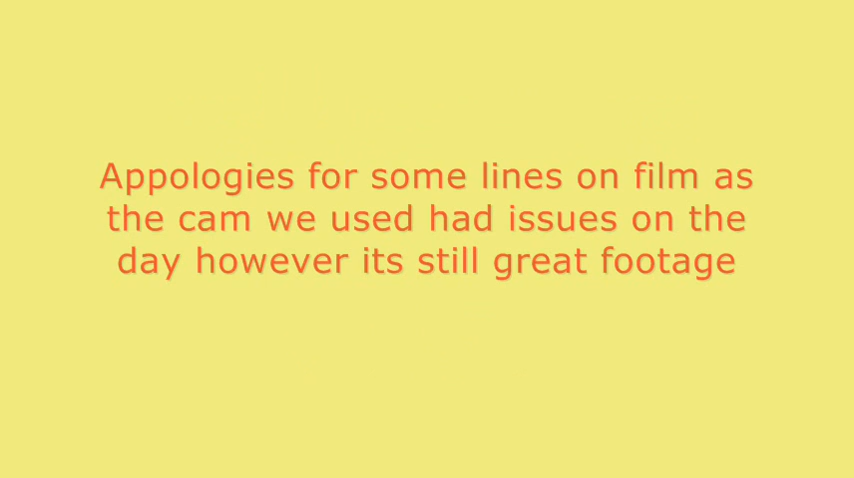 Appologies for some lines on film as
the cam we used had issues on the
day however its still great footage